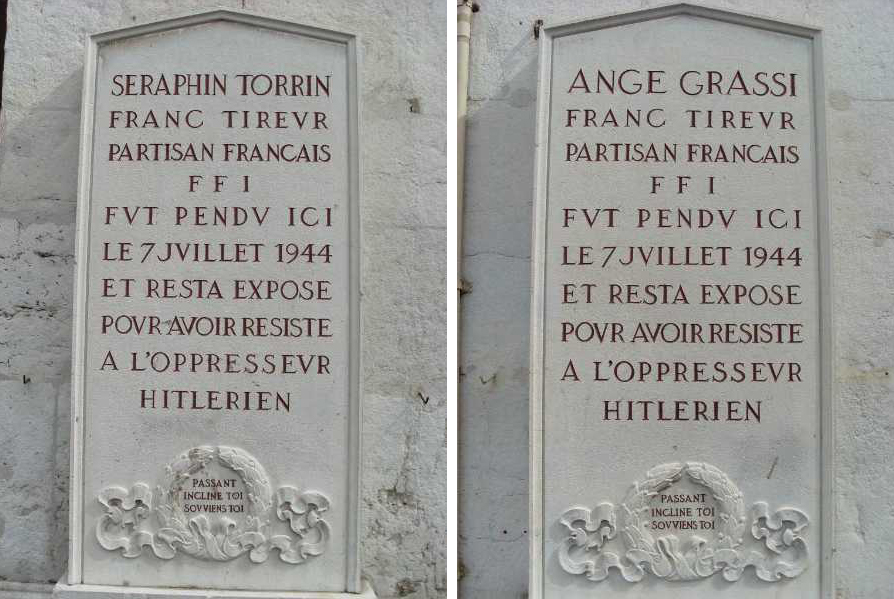 SERAPHIN TORRIN
FRANC TIREVR
PARTISAN FRANCAIS
F F I
FVT PENDV ICI
LE 7 JVILLET 1944
ET RESTA EXPOSE
POVR AVOIR RESISTE
A L'OPPRESSEVR
HITLERIEN
PASSANT
INCLINE TOI
SOVVIENS TOI
ANGE GRASSI
FRANC TIREVR
PARTISAN FRANCAIS
F F I
FVT PENDV ICI
LE 7 JVILLET 1944
ET RESTA EXPOSE
POVR AVOIR RESISTE
A L'OPPRESSEVR
HITLERIEN
PASSANT
INCLINE TOI
SOVVIENS TOI